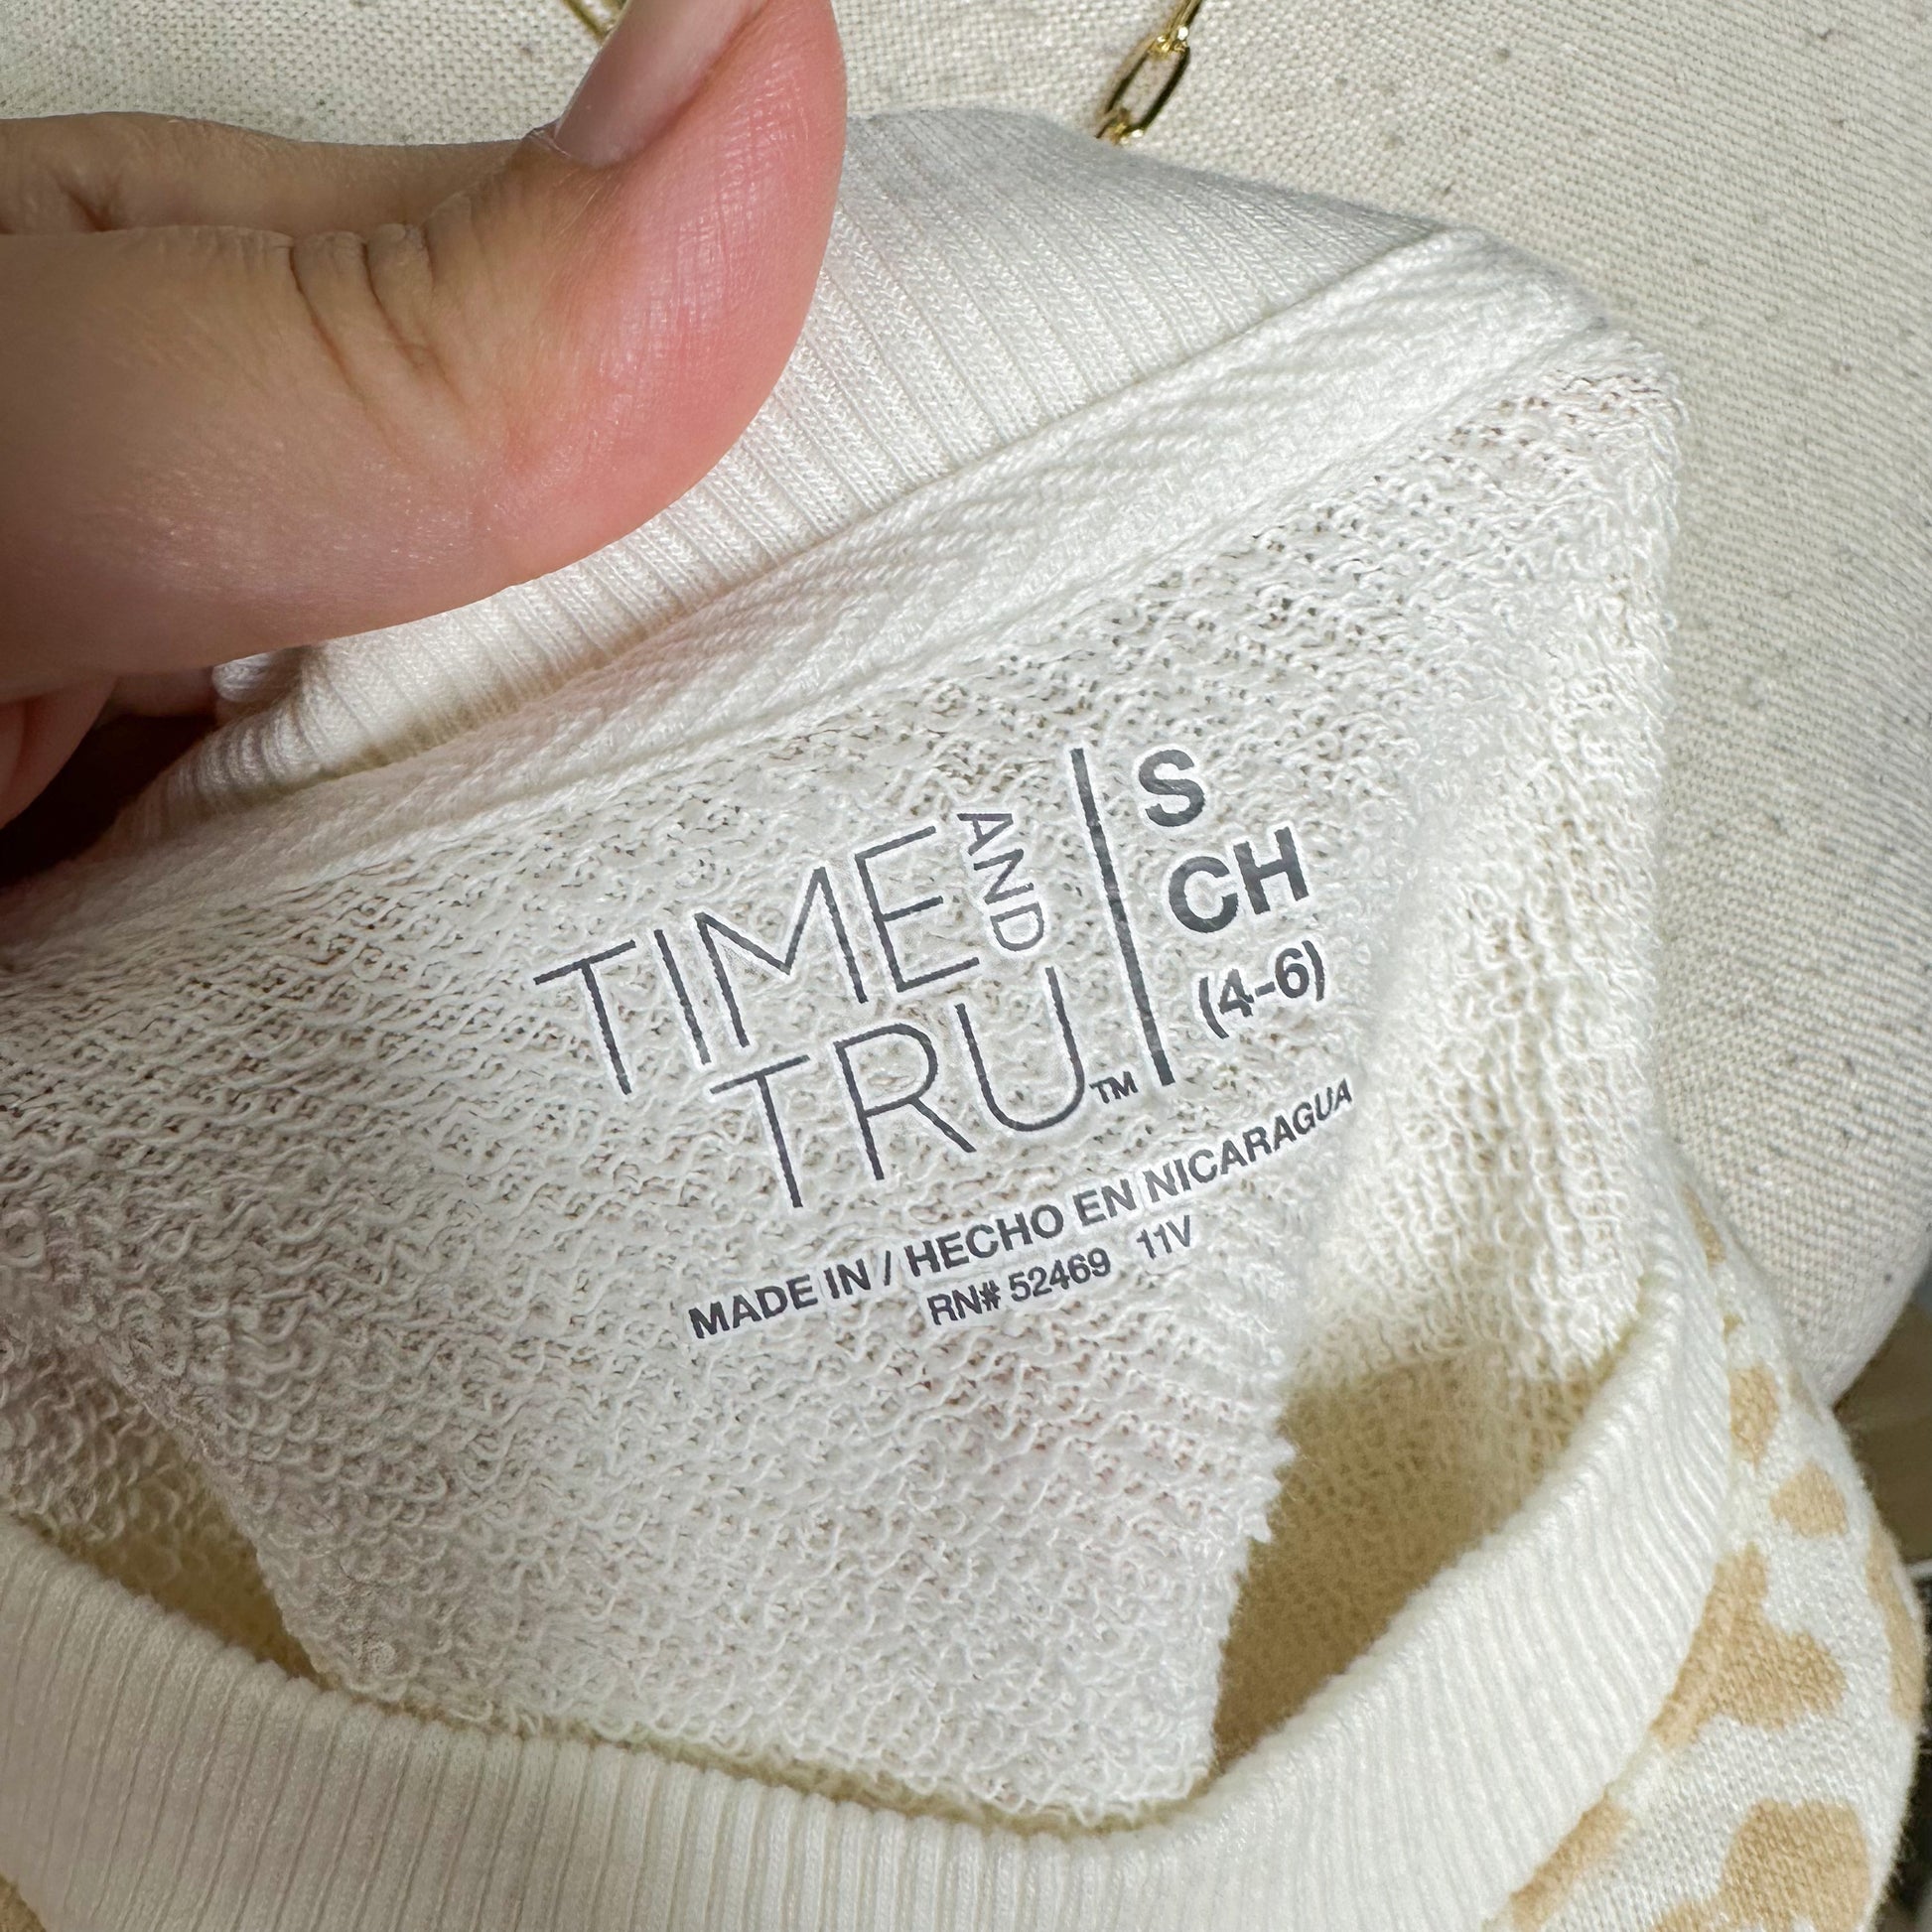 TIME AND
TRU™
S
CH
(4-6)
MADE IN / HECHO EN NICARAGUA
RN# 52469 11V